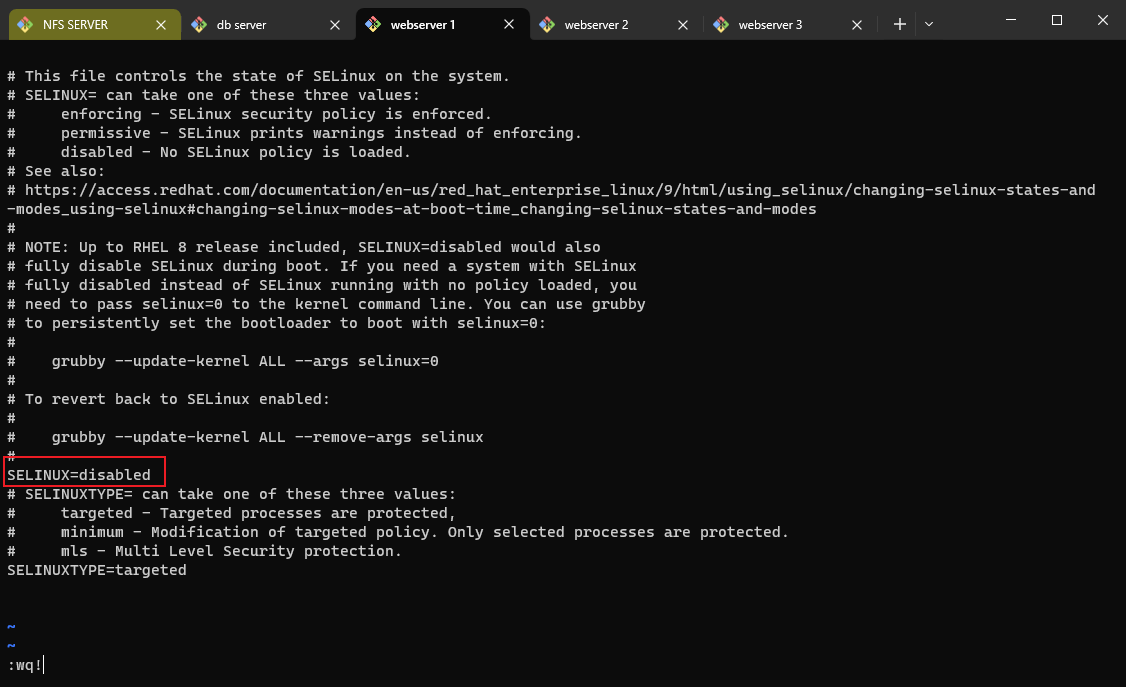 NFS SERVER
db server
webserver 1
webserver 2
webserver 3
# This file controls the state of SELinux on the system.
# SELINUX= can take one of these three values:
#     enforcing - SELinux security policy is enforced.
#     permissive - SELinux prints warnings instead of enforcing.
#     disabled - No SELinux policy is loaded.
# See also:
# https://access.redhat.com/documentation/en-us/red_hat_enterprise_linux/9/html/using_selinux/changing-selinux-states-and
-modes_using-selinux#changing-selinux-modes-at-boot-time_changing-selinux-states-and-modes
#
# NOTE: Up to RHEL 8 release included, SELINUX=disabled would also
# fully disable SELinux during boot. If you need a system with SELinux
# fully disabled instead of SELinux running with no policy loaded, you
# need to pass selinux=0 to the kernel command line. You can use grubby
# to persistently set the bootloader to boot with selinux=0:
#
#    grubby --update-kernel ALL --args selinux=0
#
# To revert back to SELinux enabled:
#
#    grubby --update-kernel ALL --remove-args selinux
#
SELINUX=disabled
# SELINUXTYPE= can take one of these three values:
#     targeted - Targeted processes are protected,
#     minimum - Modification of targeted policy. Only selected processes are protected.
#     mls - Multi Level Security protection.
SELINUXTYPE=targeted
~
~
:wq!